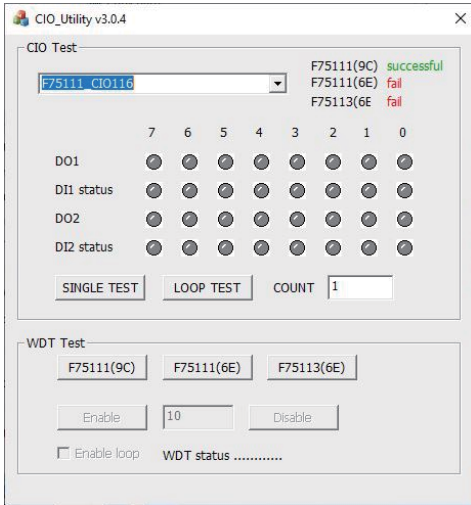 CIO_Utility v3.0.4
CIO Test
F75111_CIO116
F75111(9C) successful
F75111(6E) fail
F75113(6E fail
7 6 5 4 3 2 1 0
DO1
DI1 status
DO2
DI2 status
SINGLE TEST LOOP TEST COUNT 1
WDT Test
F75111(9C) F75111(6E) F75113(6E)
Enable 10 Disable
Enable loop WDT status ............